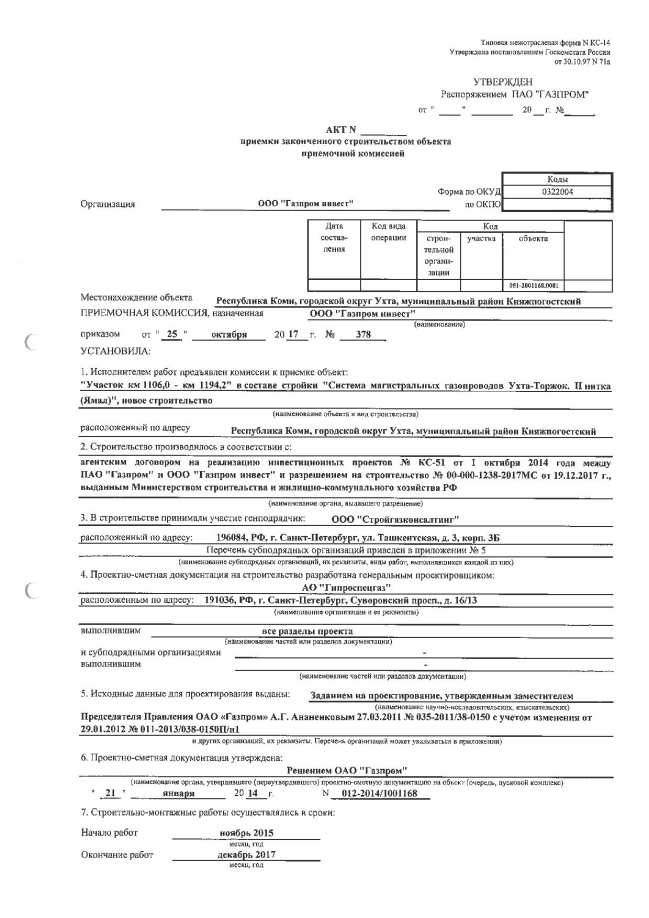 Типовая межотраслевая форма N КС-14
Утверждена постановлением Госкомстата России
от 30.10.97 N 71а
УТВЕРЖДЕН
Распоряжением ПАО "ГАЗПРОМ"
от " ____ " ________ 20 __ г. № ______
АКТ N ________
приемки законченного строительством объекта
приемочной комиссией
Коды
Форма по ОКУД 0322004
Организация ООО "Газпром инвест" по ОКПО
Дата составления Код вида операции Код
строительной организации участка объекта
051-2001168.0001
Местонахождение объекта Республика Коми, городской округ Ухта, муниципальный район Княжпогостский
ПРИЕМОЧНАЯ КОМИССИЯ, назначенная ООО "Газпром инвест"
(наименование)
приказом от " 25 " октября 20 17 г. № 378
УСТАНОВИЛА:
1. Исполнителем работ предъявлен комиссии к приемке объект:
"Участок км 1106,0 - км 1194,2" в составе стройки "Система магистральных газопроводов Ухта-Торжок. II нитка
(Ямал)", новое строительство
(наименование объекта и вид строительства)
расположенный по адресу Республика Коми, городской округ Ухта, муниципальный район Княжпогостский
2. Строительство производилось в соответствии с:
агентским договором на реализацию инвестиционных проектов № КС-51 от 1 октября 2014 года между
ПАО "Газпром" и ООО "Газпром инвест" и разрешением на строительство № 00-000-1238-2017МС от 19.12.2017 г.,
выданным Министерством строительства и жилищно-коммунального хозяйства РФ
(наименование органа, выдавшего разрешение)
3. В строительстве принимали участие генподрядчик: ООО "Стройгазконсалтинг"
расположенный по адресу: 196084, РФ, г. Санкт-Петербург, ул. Ташкентская, д. 3, корп. 3Б
Перечень субподрядных организаций приведен в приложении № 5
(наименование субподрядных организаций, их реквизиты, виды работ, выполнявшихся каждой из них)
4. Проектно-сметная документация на строительство разработана генеральным проектировщиком:
АО "Гипроспецгаз"
расположенным по адресу: 191036, РФ, г. Санкт-Петербург, Суворовский просп., д. 16/13
(наименование организации и ее реквизиты)
выполнившим все разделы проекта
(наименование частей или разделов документации)
и субподрядными организациями -
выполнившим -
(наименование частей или разделов документации)
5. Исходные данные для проектирования выданы: Заданием на проектирование, утвержденным заместителем
(наименование научно-исследовательских, изыскательских)
Председателя Правления ОАО «Газпром» А.Г. Ананенковым 27.03.2011 № 035-2011/38-0150 с учетом изменения от
29.01.2012 № 011-2013/038-0150П/и1
и других организаций, их реквизиты. Перечень организаций может указываться в приложении)
6. Проектно-сметная документация утверждена:
Решением ОАО "Газпром"
(наименование органа, утвердившего (переутвердившего) проектно-сметную документацию на объект (очередь, пусковой комплекс)
" 21 " января 20 14 г. N 012-2014/1001168
7. Строительно-монтажные работы осуществлялись в сроки:
Начало работ ноябрь 2015
месяц, год
Окончание работ декабрь 2017
месяц, год